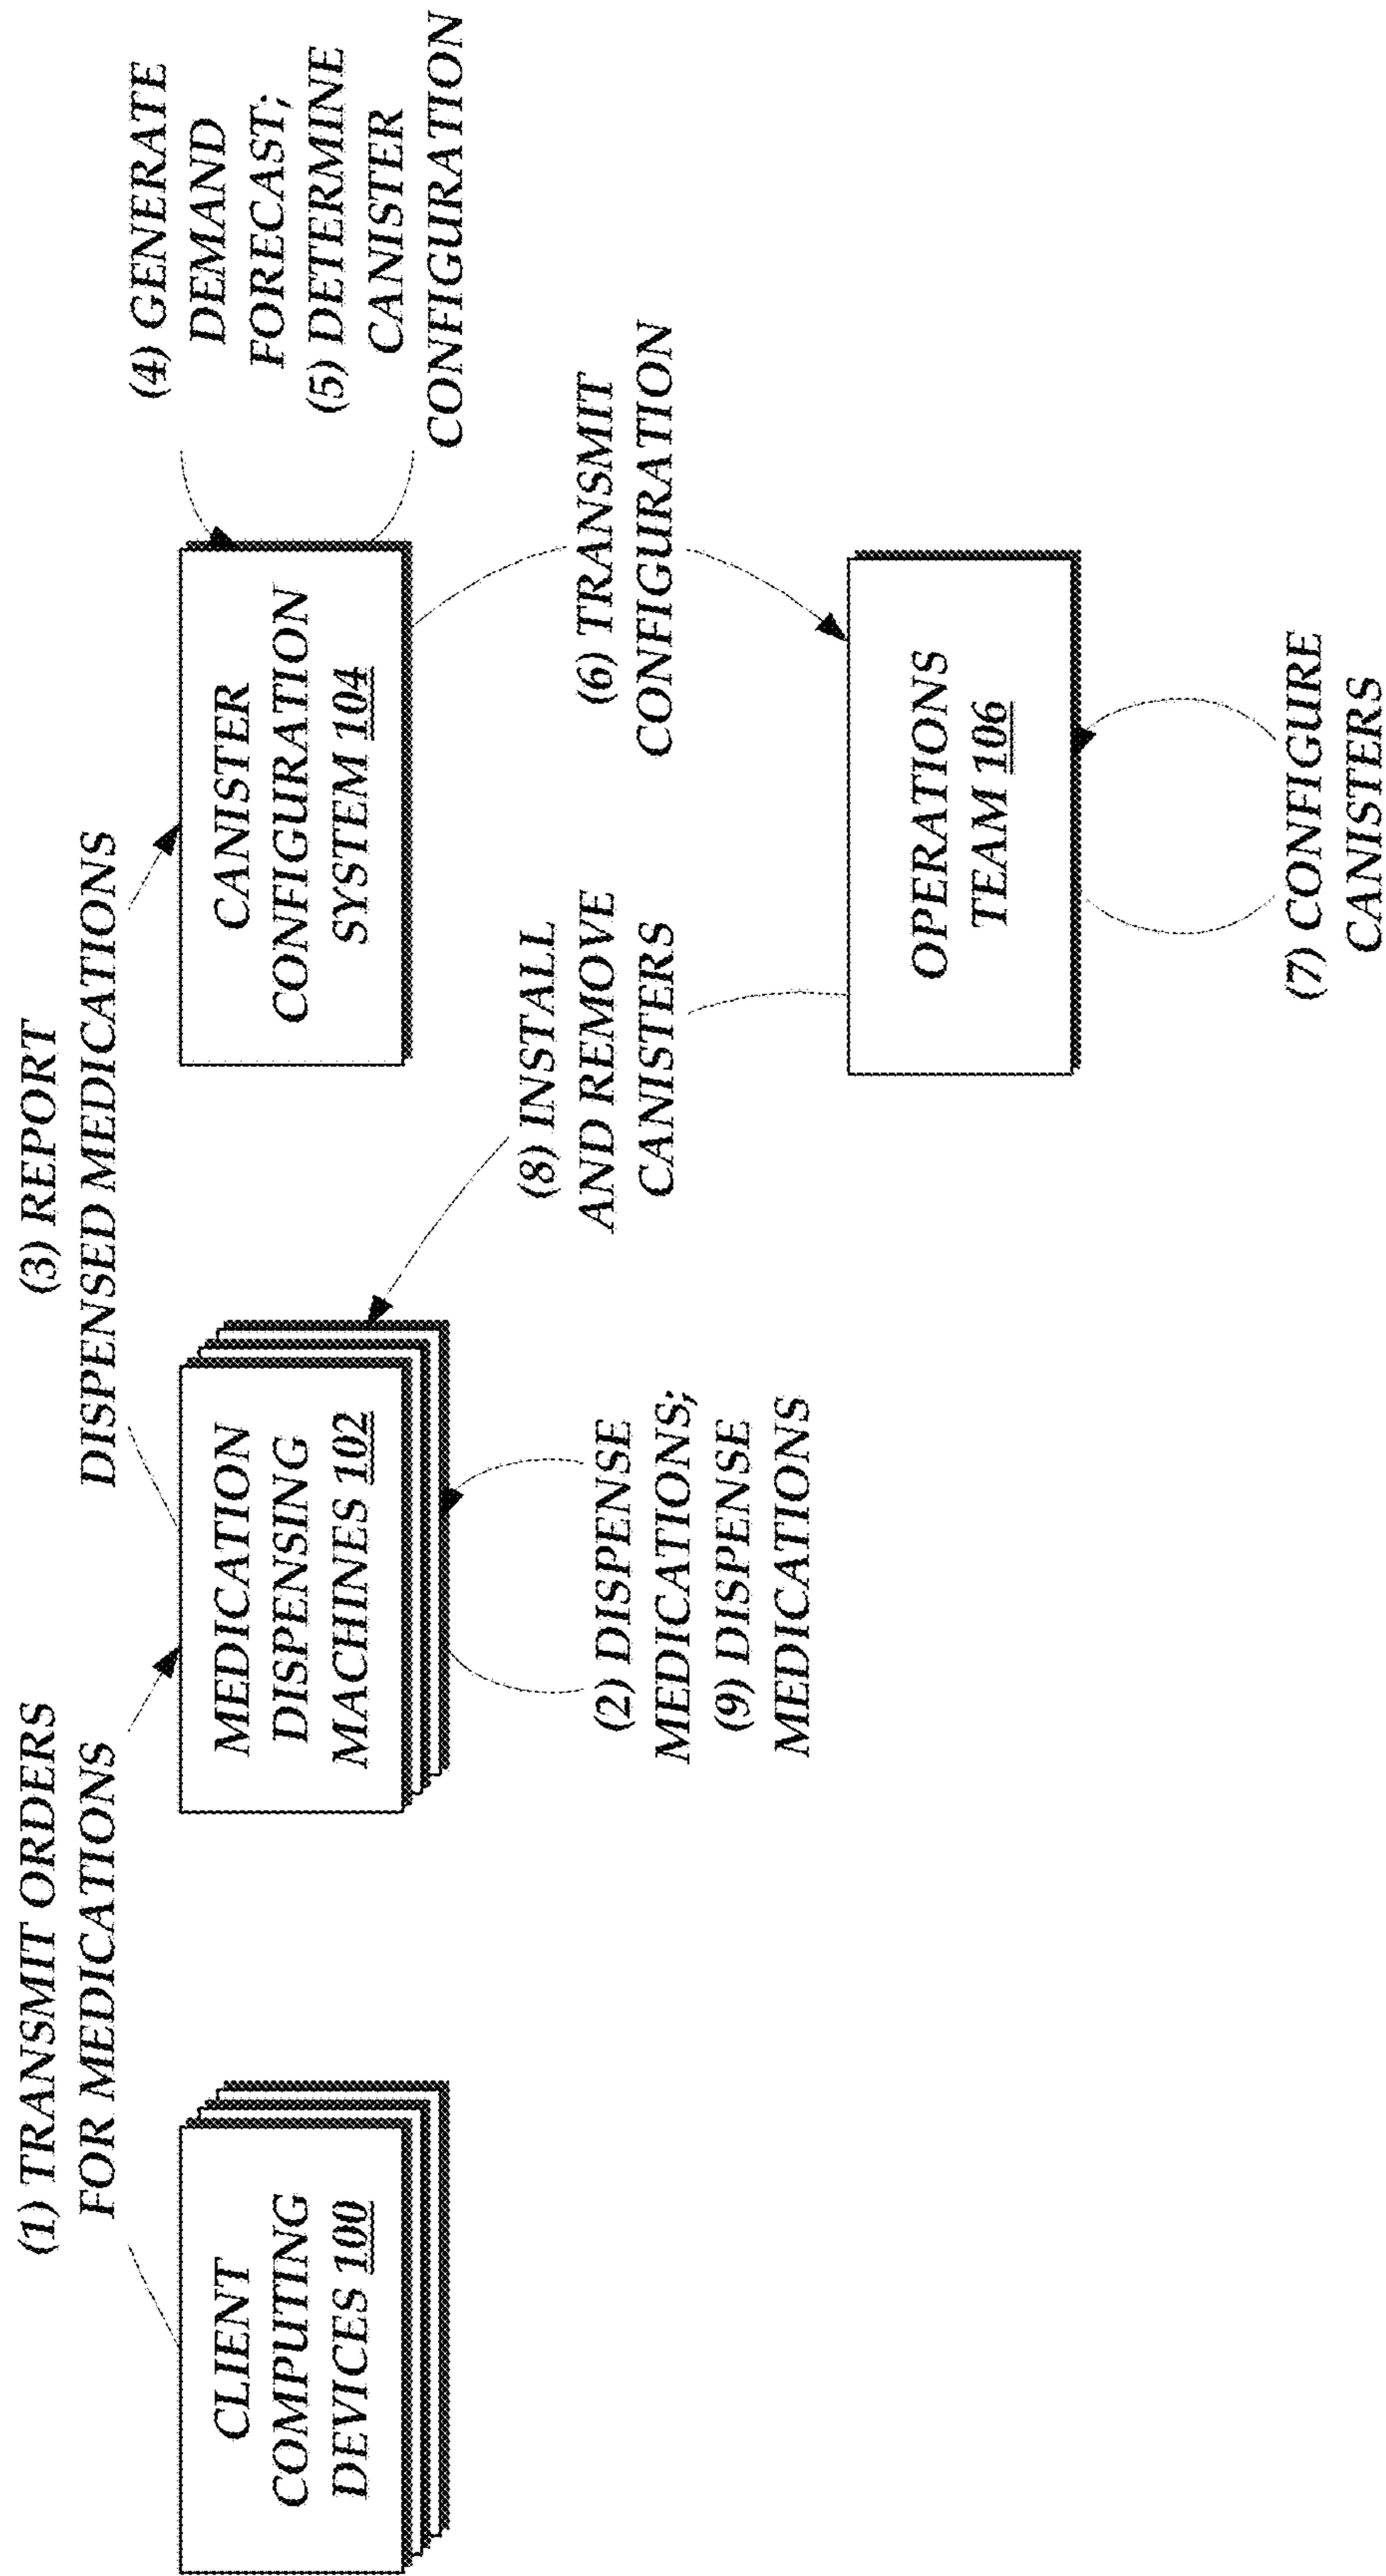 (1) TRANSMIT ORDERS
FOR MEDICATIONS
(3) REPORT
DISPENSED MEDICATIONS
(4) GENERATE
DEMAND
FORECAST;
(5) DETERMINE
CANISTER
CONFIGURATION
CLIENT
COMPUTING
DEVICES 100
MEDICATION
DISPENSING
MACHINES 102
CANISTER
CONFIGURATION
SYSTEM 104
(8) INSTALL
AND REMOVE
CANISTERS
(6) TRANSMIT
CONFIGURATION
(2) DISPENSE
MEDICATIONS;
(9) DISPENSE
MEDICATIONS
OPERATIONS
TEAM 106
(7) CONFIGURE
CANISTERS